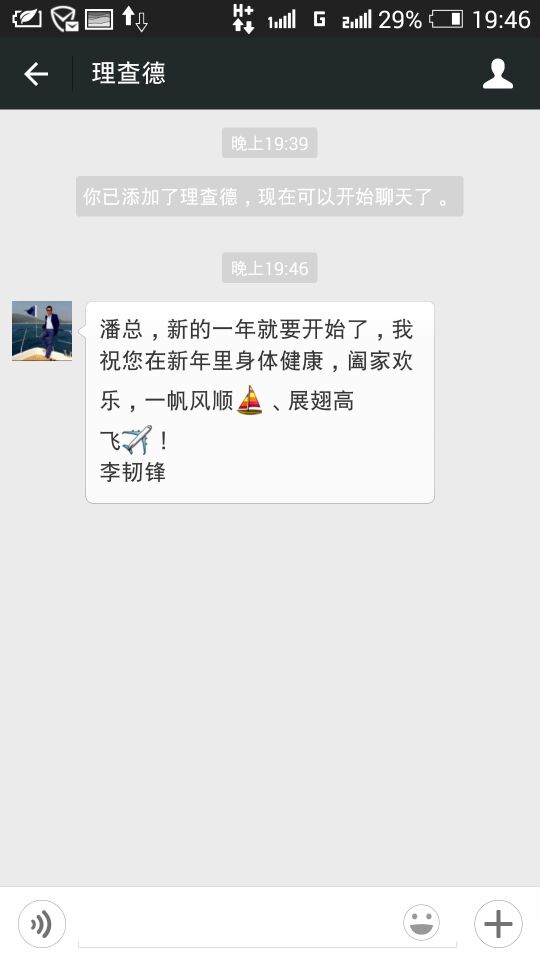 H+ 1 G 2 29% 19:46
理查德
晚上19:39
你已添加了理查德，现在可以开始聊天了。
晚上19:46
潘总，新的一年就要开始了，我
祝您在新年里身体健康，阖家欢
乐，一帆风顺⛵、展翅高
飞✈！
李韧锋